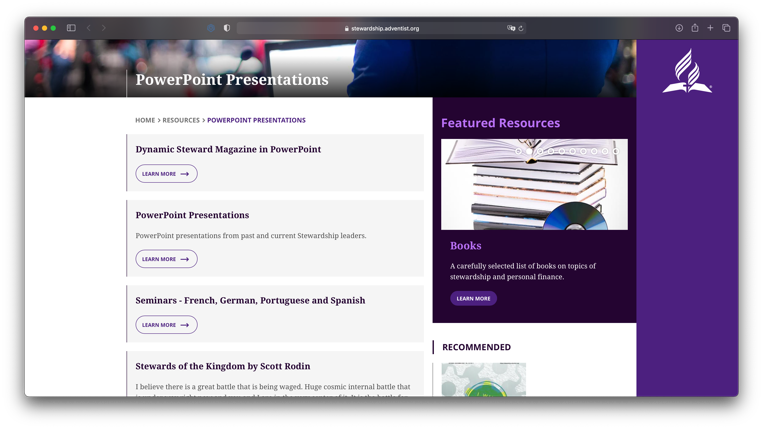 stewardship.adventist.org
PowerPoint Presentations
HOME > RESOURCES > POWERPOINT PRESENTATIONS
Dynamic Steward Magazine in PowerPoint
LEARN MORE
PowerPoint Presentations
PowerPoint presentations from past and current Stewardship leaders.
LEARN MORE
Seminars - French, German, Portuguese and Spanish
LEARN MORE
Stewards of the Kingdom by Scott Rodin
I believe there is a great battle that is being waged. Huge cosmic internal battle that
Featured Resources
Books
A carefully selected list of books on topics of
stewardship and personal finance.
LEARN MORE
RECOMMENDED